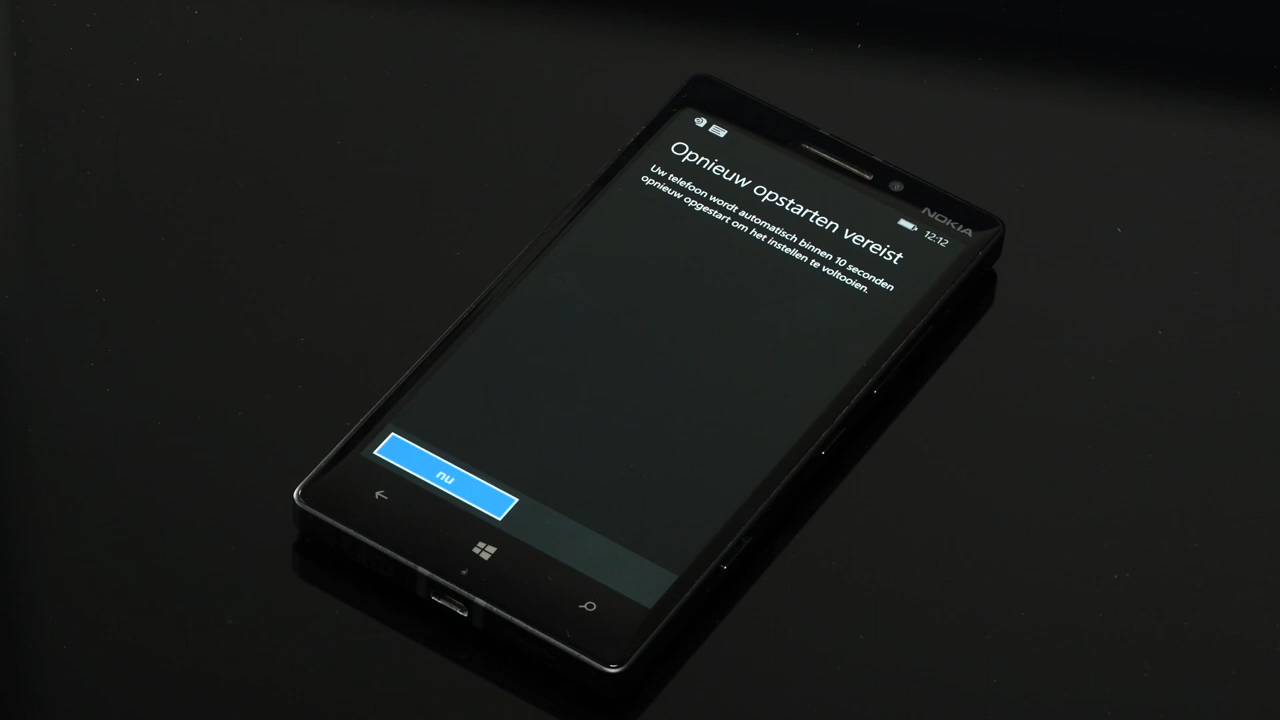 NOKIA
12:12
Opnieuw opstarten vereist
Uw telefoon wordt automatisch binnen 10 seconden
opnieuw opgestart om het instellen te voltooien.
nu